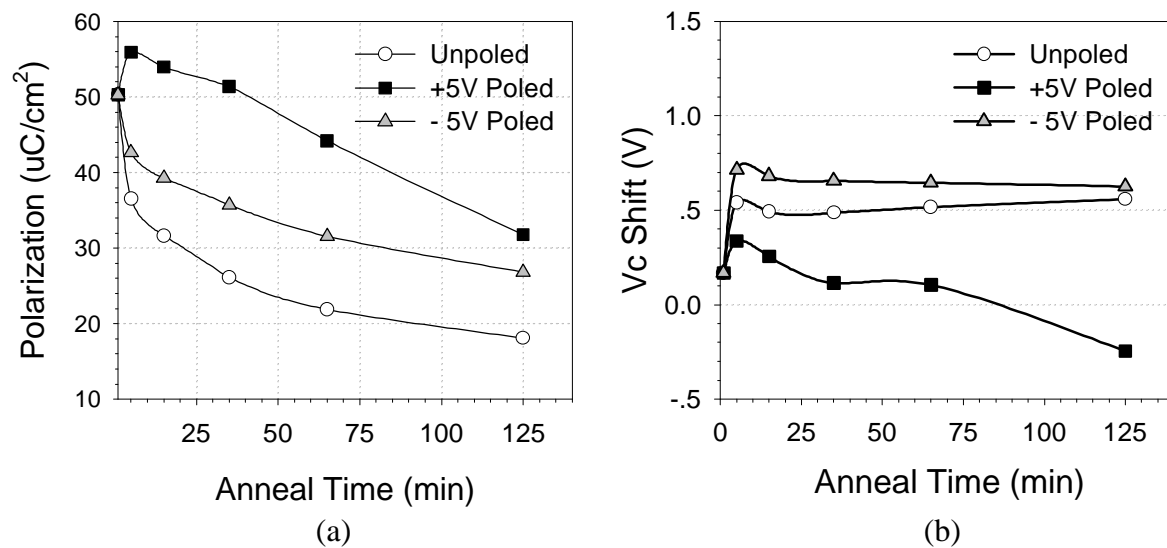 60
50
40
30
20
10
Polarization (uC/cm²)
Unpoled
+5V Poled
- 5V Poled
25 50 75 100 125
Anneal Time (min)
(a)
1.5
1.0
.5
0.0
-.5
Vc Shift (V)
Unpoled
+5V Poled
- 5V Poled
0 25 50 75 100 125
Anneal Time (min)
(b)